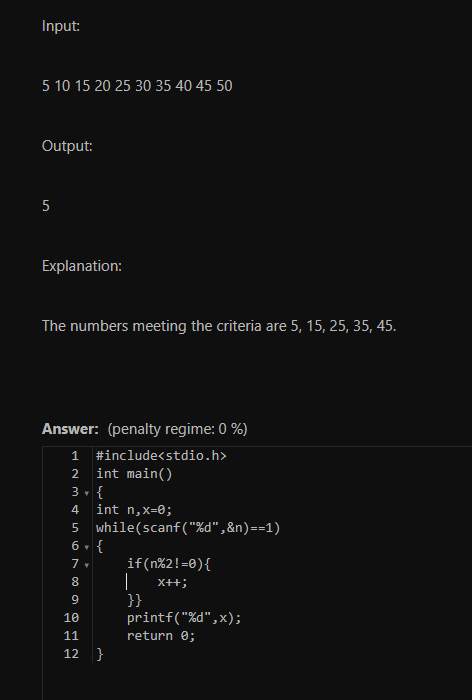 Input:
5 10 15 20 25 30 35 40 45 50
Output:
5
Explanation:
The numbers meeting the criteria are 5, 15, 25, 35, 45.
Answer: (penalty regime: 0 %)
1 #include<stdio.h>
2 int main()
3 {
4 int n,x=0;
5 while(scanf("%d",&n)==1)
6 {
7     if(n%2!=0){
8         x++;
9     }}
10     printf("%d",x);
11     return 0;
12 }